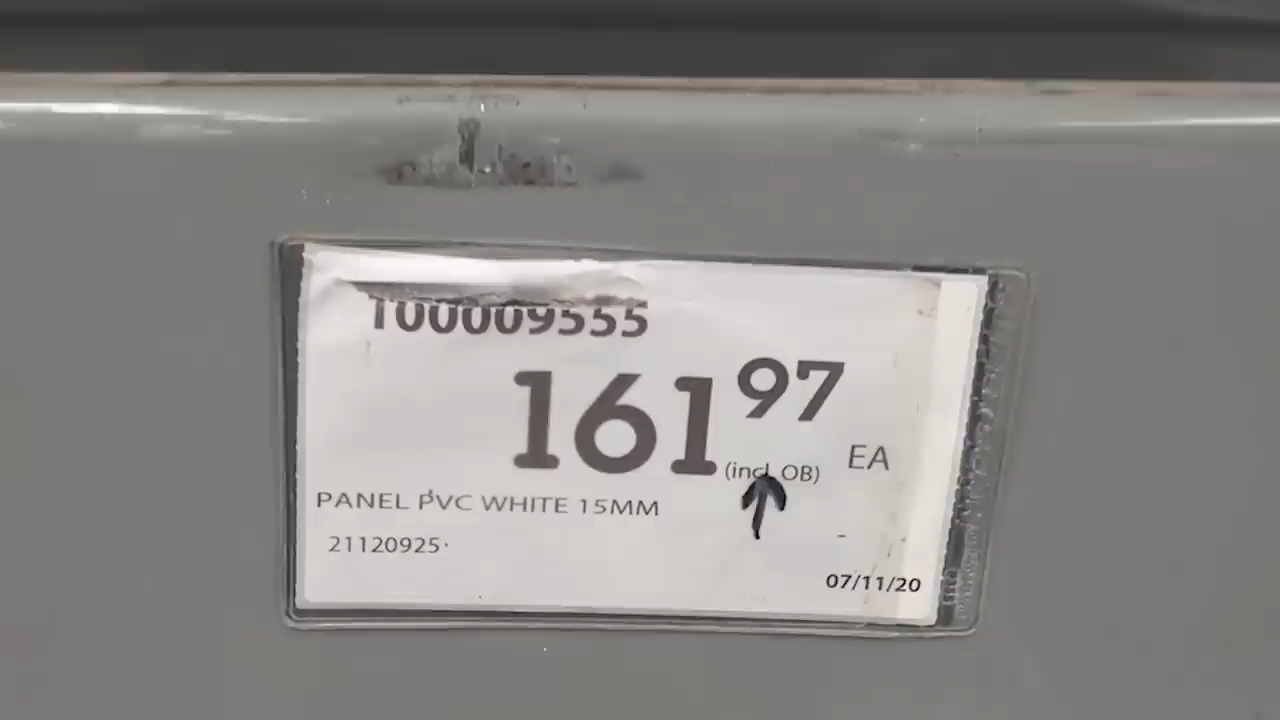 100009555
161 97
(incl OB) EA
PANEL PVC WHITE 15MM
21120925
07/11/20